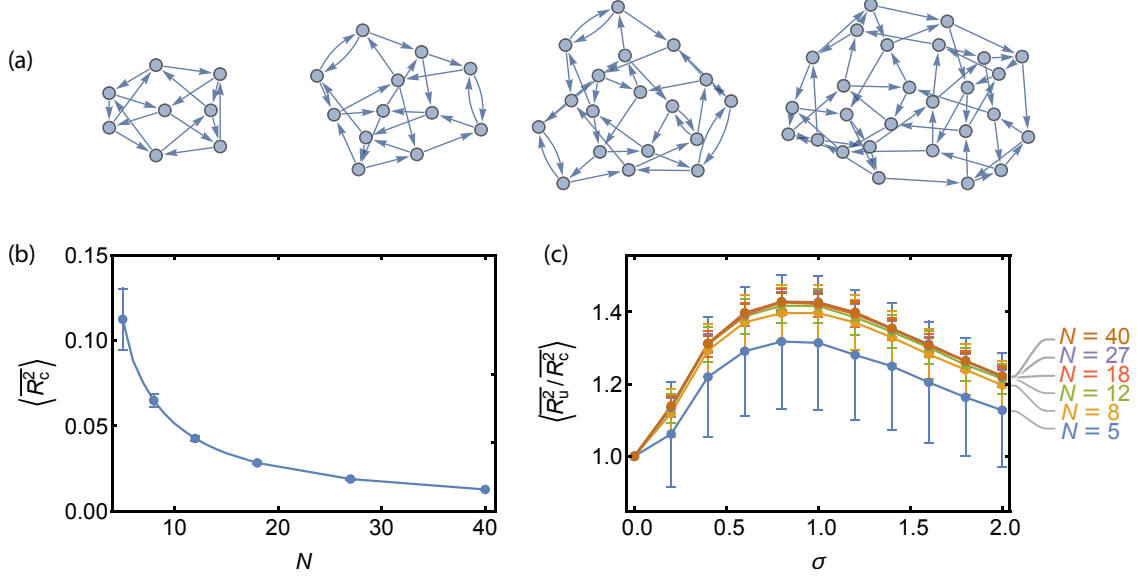 (a)
(b)
0.15
0.10
0.05
0.00
10
20
30
40
N
⟨R̅c²⟩
(c)
1.4
1.2
1.0
0.0
0.5
1.0
1.5
2.0
σ
⟨R̅u²/R̅c²⟩
N = 40
N = 27
N = 18
N = 12
N = 8
N = 5